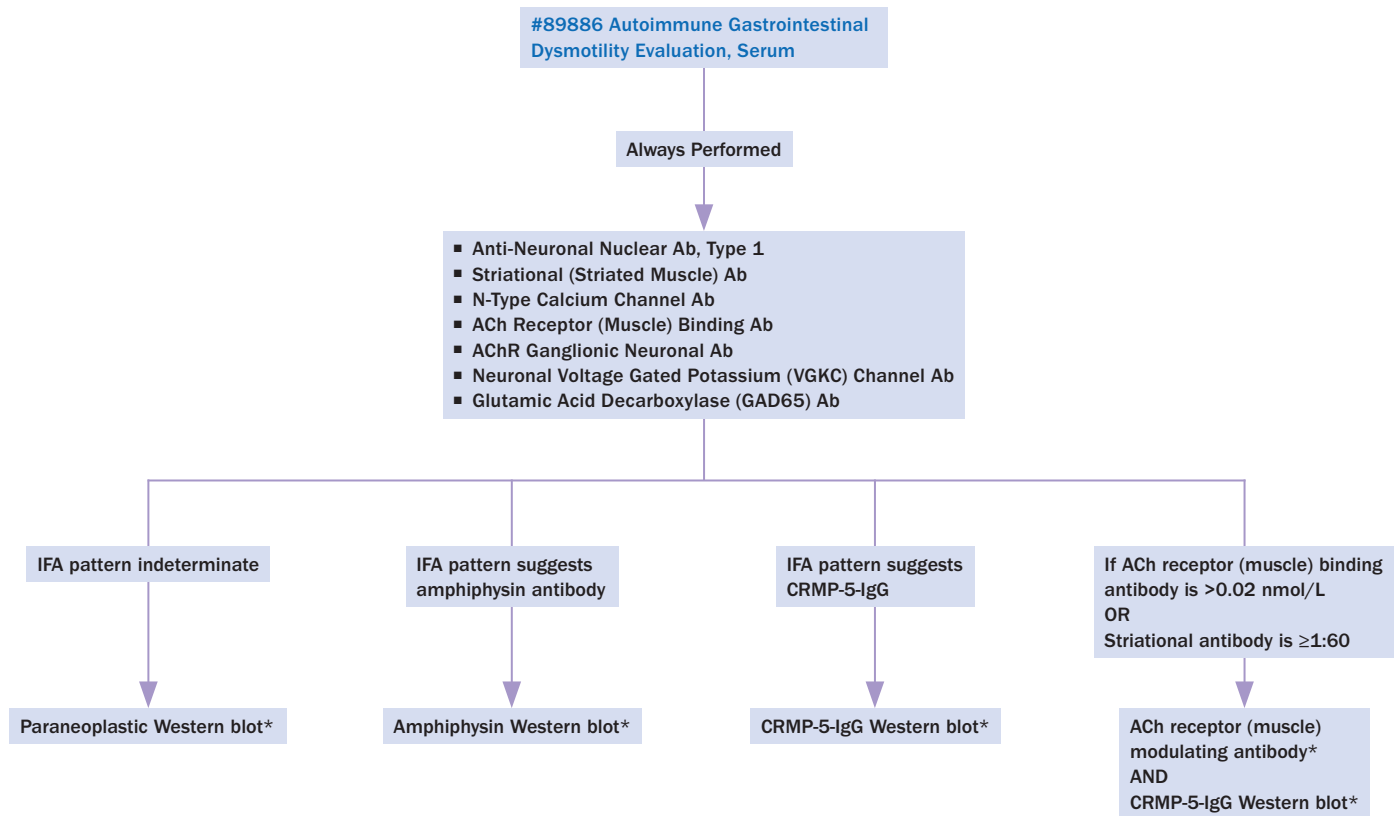 #89886 Autoimmune Gastrointestinal
Dysmotility Evaluation, Serum
Always Performed
▪ Anti-Neuronal Nuclear Ab, Type 1
▪ Striational (Striated Muscle) Ab
▪ N-Type Calcium Channel Ab
▪ ACh Receptor (Muscle) Binding Ab
▪ AChR Ganglionic Neuronal Ab
▪ Neuronal Voltage Gated Potassium (VGKC) Channel Ab
▪ Glutamic Acid Decarboxylase (GAD65) Ab
IFA pattern indeterminate
IFA pattern suggests
amphiphysin antibody
IFA pattern suggests
CRMP-5-IgG
If ACh receptor (muscle) binding
antibody is >0.02 nmol/L
OR
Striational antibody is ≥1:60
Paraneoplastic Western blot*
Amphiphysin Western blot*
CRMP-5-IgG Western blot*
ACh receptor (muscle)
modulating antibody*
AND
CRMP-5-IgG Western blot*